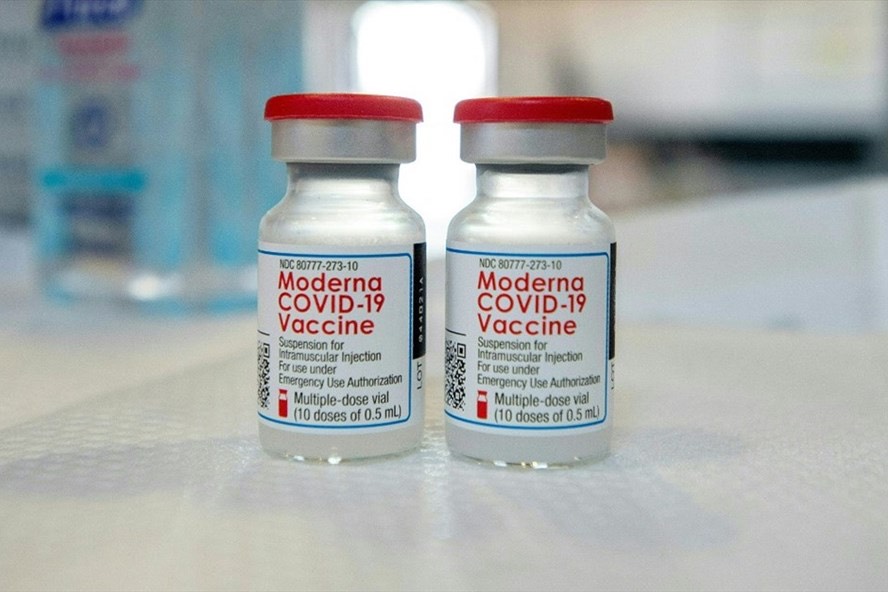 NDC 80777-273-10
Moderna
COVID-19
Vaccine
Suspension for
Intramuscular Injection
For use under
Emergency Use Authorization
Multiple-dose vial
(10 doses of 0.5 mL)
LOT
NDC 80777-273-10
Moderna
COVID-19
Vaccine
Suspension for
Intramuscular Injection
For use under
Emergency Use Authorization
Multiple-dose vial
(10 doses of 0.5 mL)
LOT